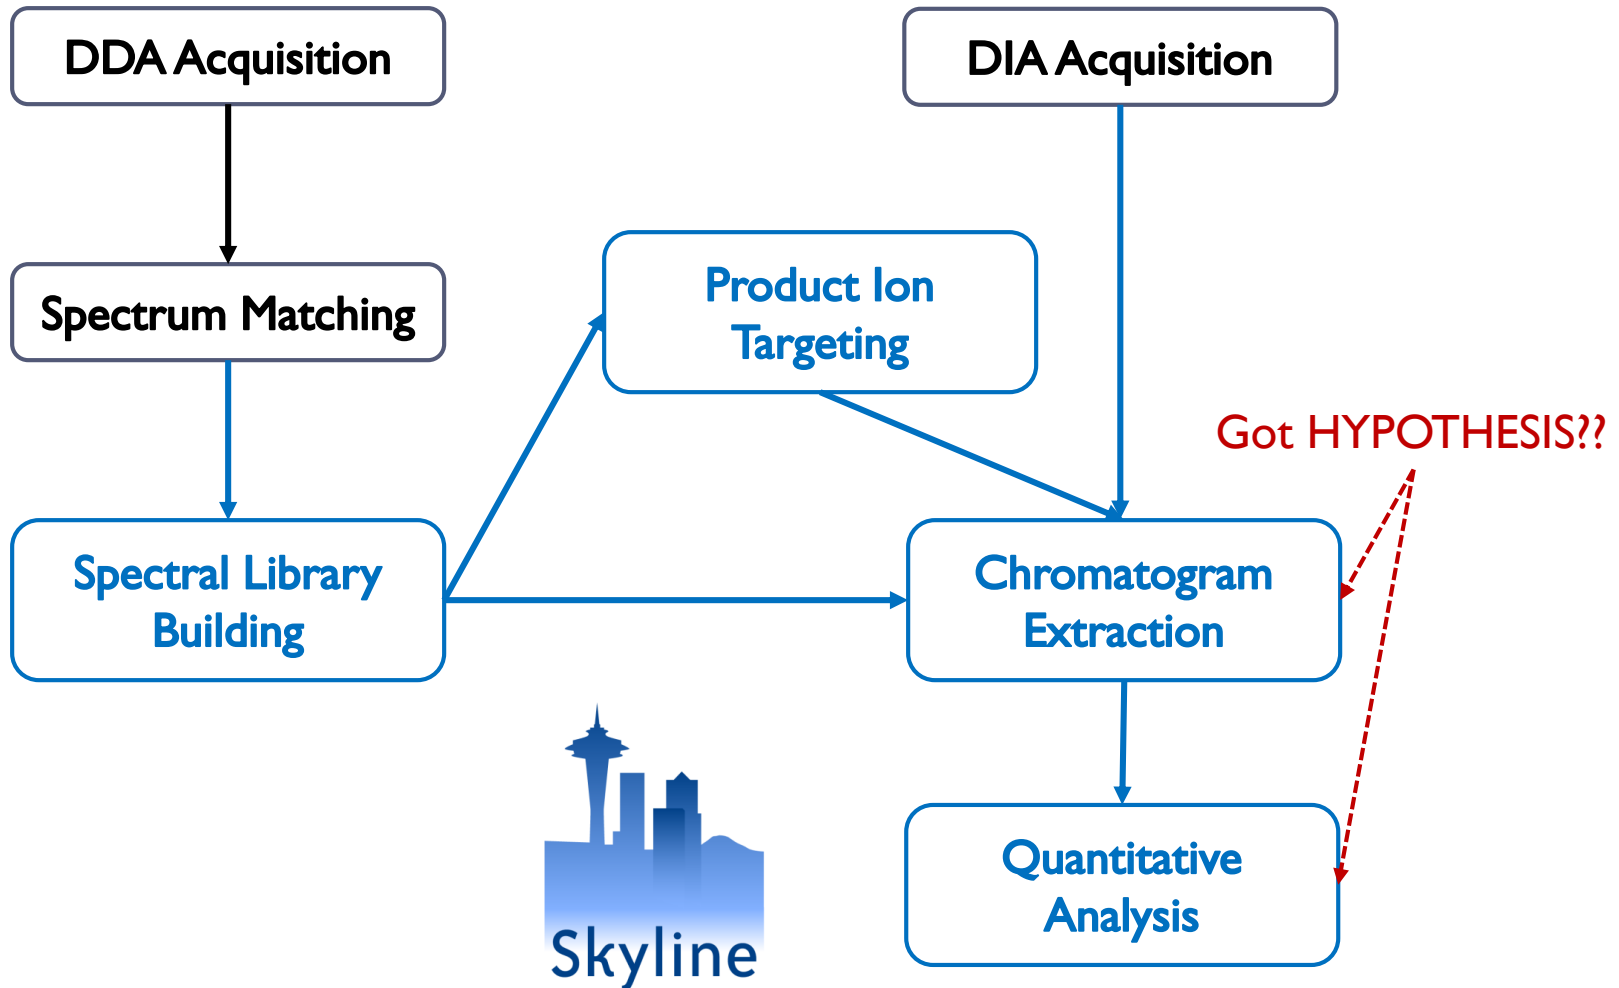 DDA Acquisition
DIA Acquisition
Spectrum Matching
Product Ion
Targeting
Got HYPOTHESIS??
Spectral Library
Building
Chromatogram
Extraction
Quantitative
Analysis
Skyline